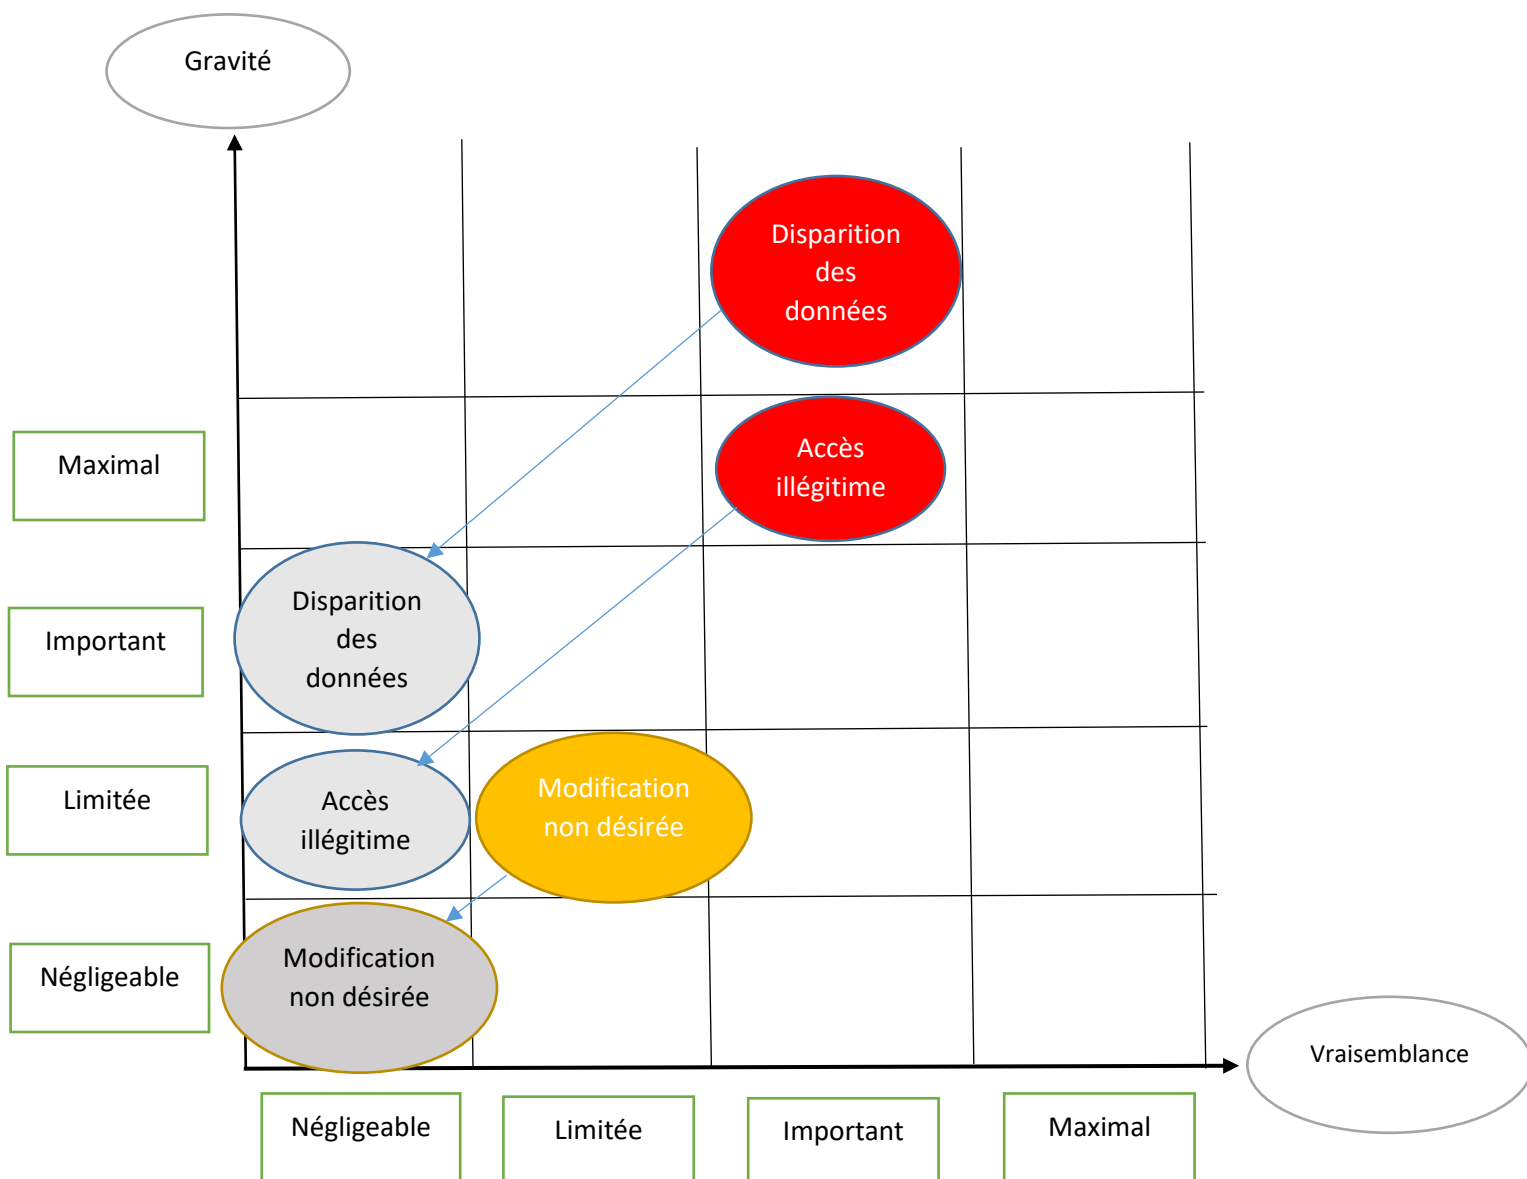 Gravité
Disparition
des
données
Maximal
Accès
illégitime
Important
Disparition
des
données
Limitée
Accès
illégitime
Modification
non désirée
Négligeable
Modification
non désirée
Vraisemblance
Négligeable
Limitée
Important
Maximal